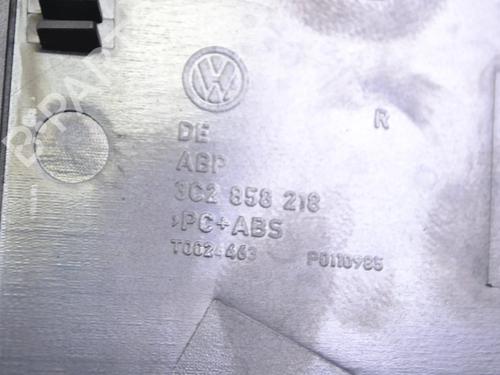 DE
R
ABP
3C2 858 218
>PC+ABS
T0024463
P0110985